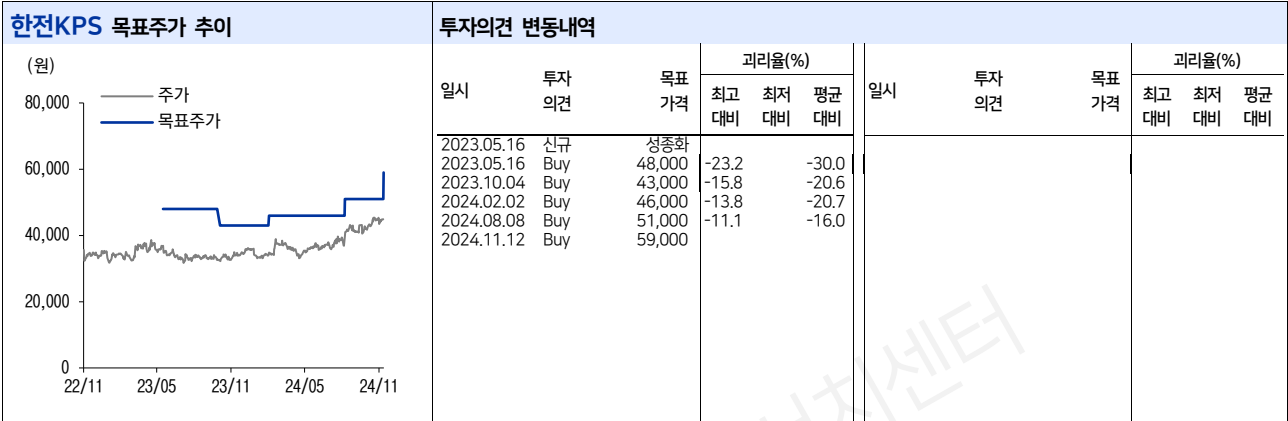 한전KPS 목표주가 추이
(원)
80,000
60,000
40,000
20,000
0
22/11 23/05 23/11 24/05 24/11
주가
목표주가
투자의견 변동내역
일시 투자의견 목표가격 괴리율(%)
최고대비 최저대비 평균대비
2023.05.16 신규 성종화
2023.05.16 Buy 48,000 -23.2 -30.0
2023.10.04 Buy 43,000 -15.8 -20.6
2024.02.02 Buy 46,000 -13.8 -20.7
2024.08.08 Buy 51,000 -11.1 -16.0
2024.11.12 Buy 59,000
일시 투자의견 목표가격 괴리율(%)
최고대비 최저대비 평균대비